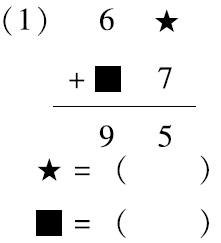 (1) 6 ★
+ ■ 7
9 5
★ = ( )
■ = ( )